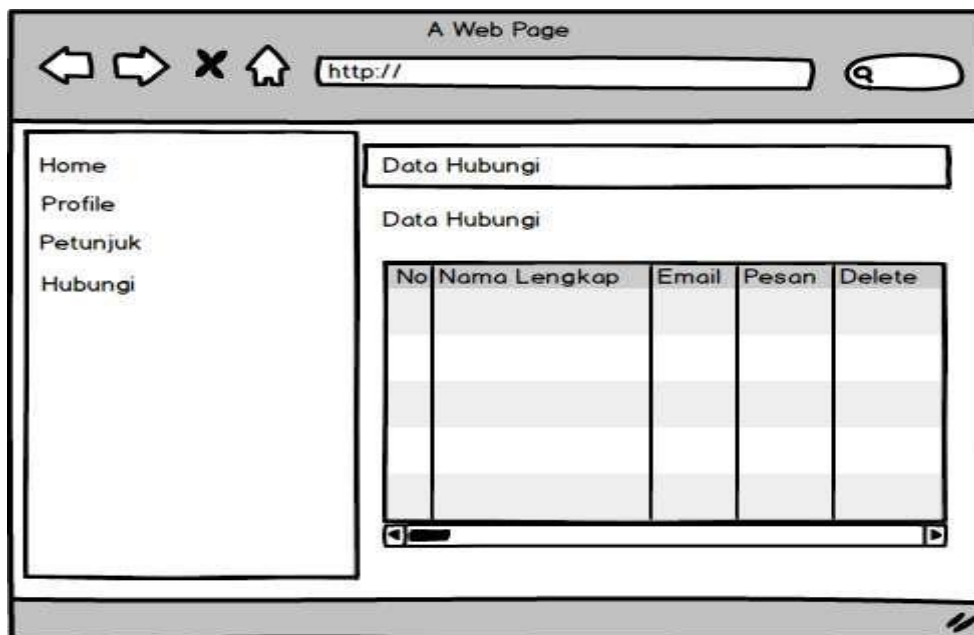 A Web Page
http://
Home
Profile
Petunjuk
Hubungi
Data Hubungi
Data Hubungi
No Nama Lengkap Email Pesan Delete